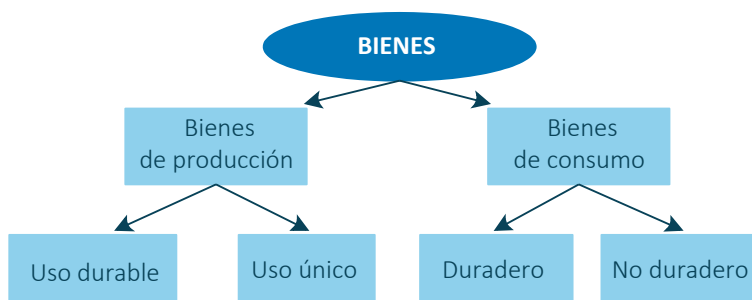 BIENES
Bienes
de producción
Bienes
de consumo
Uso durable
Uso único
Duradero
No duradero